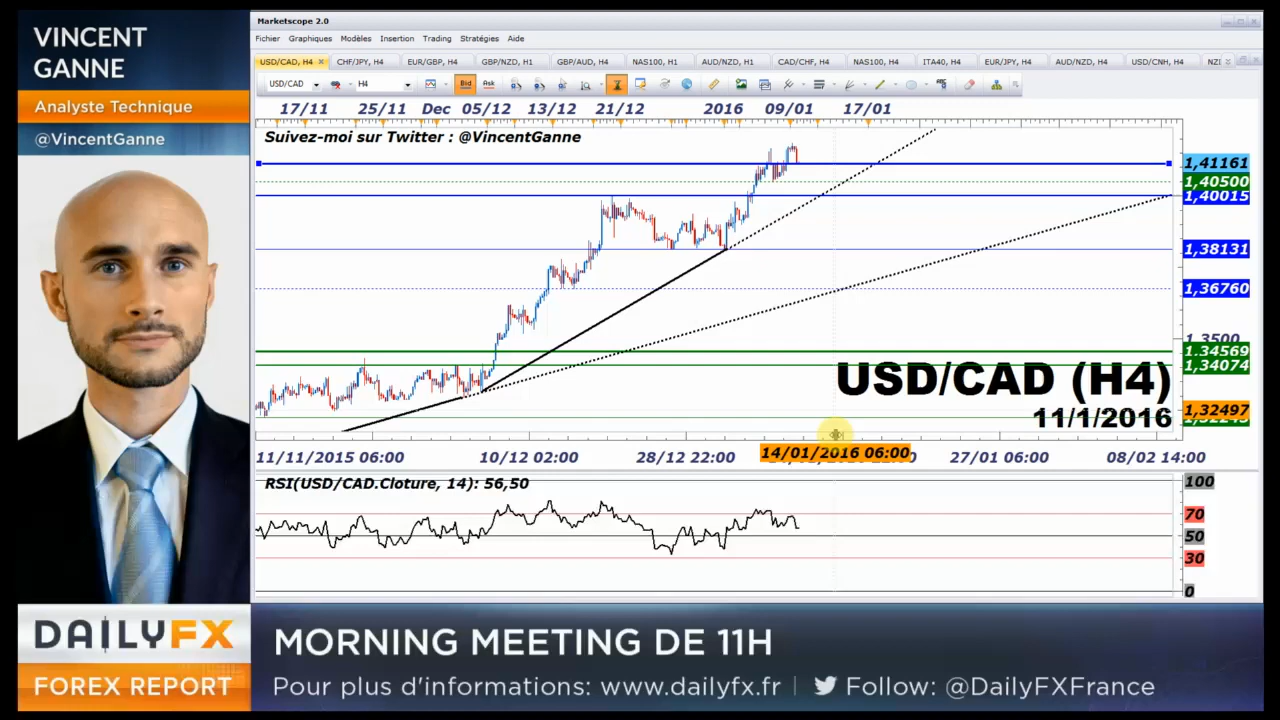 VINCENT
GANNE
Analyste Technique
@VincentGanne
Marketscope 2.0
Fichier Graphiques Modèles Insertion Trading Stratégies Aide
USD/CAD, H4 CHF/JPY, H4 EUR/GBP, H4 GBP/NZD, H1 GBP/AUD, H4 NAS100, H1 AUD/NZD, H1 CAD/CHF, H4 NAS100, H4 ITA40, H4 EUR/JPY, H4 AUD/NZD, H4 USD/CNH, H4 NZI
USD/CAD H4 Bid Ask
17/11 25/11 Dec 05/12 13/12 21/12 2016 09/01 17/01
Suivez-moi sur Twitter : @VincentGanne
1,41161
1,40500
1,40015
1,38131
1,36760
1,3500
1,34569
1,34074
USD/CAD (H4)
1,32497
11/1/2016
11/11/2015 06:00 10/12 02:00 28/12 22:00 14/01/2016 06:00 27/01 06:00 08/02 14:00
RSI(USD/CAD.Cloture, 14): 56,50
100
70
50
30
0
DAILYFX
FOREX REPORT
MORNING MEETING DE 11H
Pour plus d'informations: www.dailyfx.fr | Follow: @DailyFXFrance